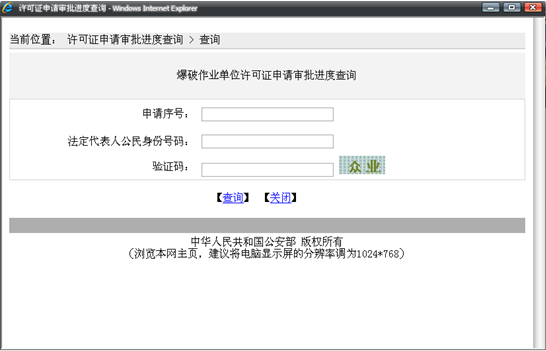 许可证申请审批进度查询 - Windows Internet Explorer
当前位置： 许可证申请审批进度查询 > 查询
爆破作业单位许可证申请审批进度查询
申请序号：
法定代表人公民身份号码：
验证码： 众 业
【查询】 【关闭】
中华人民共和国公安部 版权所有
（浏览本网主页，建议将电脑显示屏的分辨率调为1024*768）